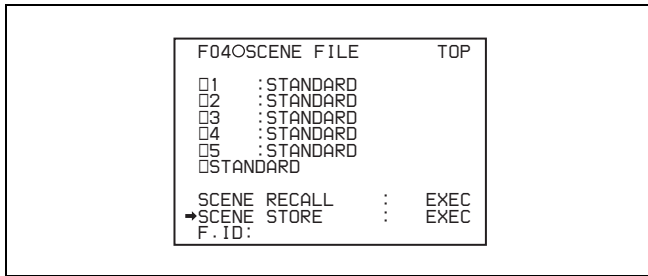 F04○SCENE FILE TOP
□1 :STANDARD
□2 :STANDARD
□3 :STANDARD
□4 :STANDARD
□5 :STANDARD
□STANDARD
SCENE RECALL : EXEC
➡SCENE STORE : EXEC
F.ID: